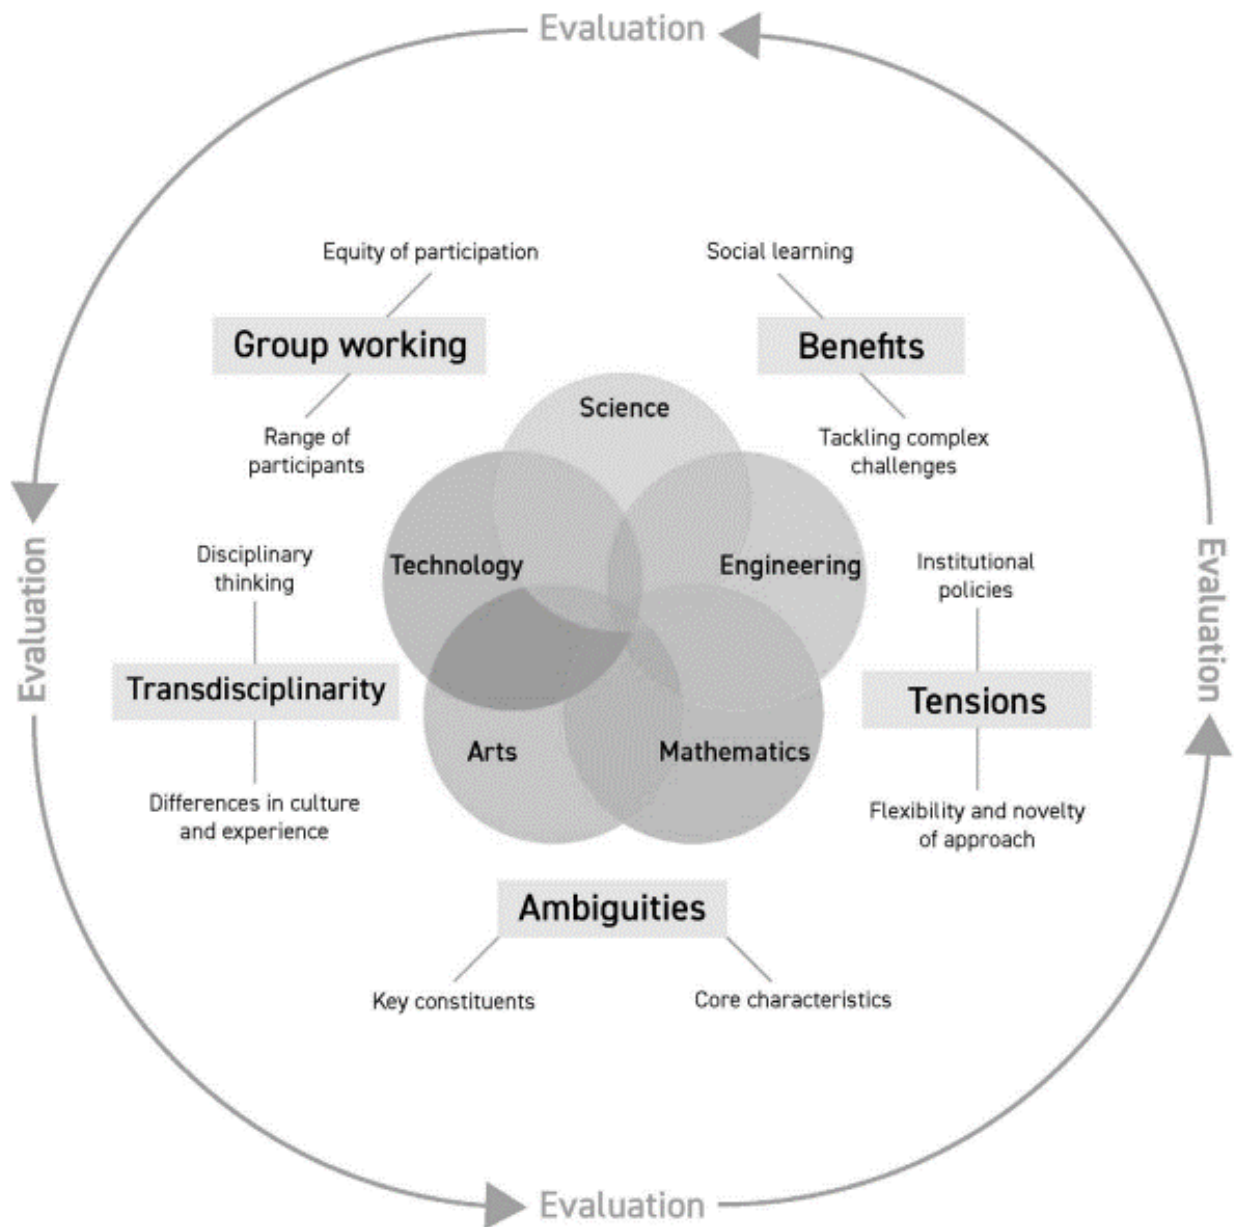 Evaluation
Equity of participation
Group working
Range of
participants
Social learning
Benefits
Tackling complex
challenges
Science
Technology
Engineering
Arts
Mathematics
Evaluation
Disciplinary
thinking
Transdisciplinarity
Differences in culture
and experience
Institutional
policies
Tensions
Flexibility and novelty
of approach
Evaluation
Ambiguities
Key constituents
Core characteristics
Evaluation